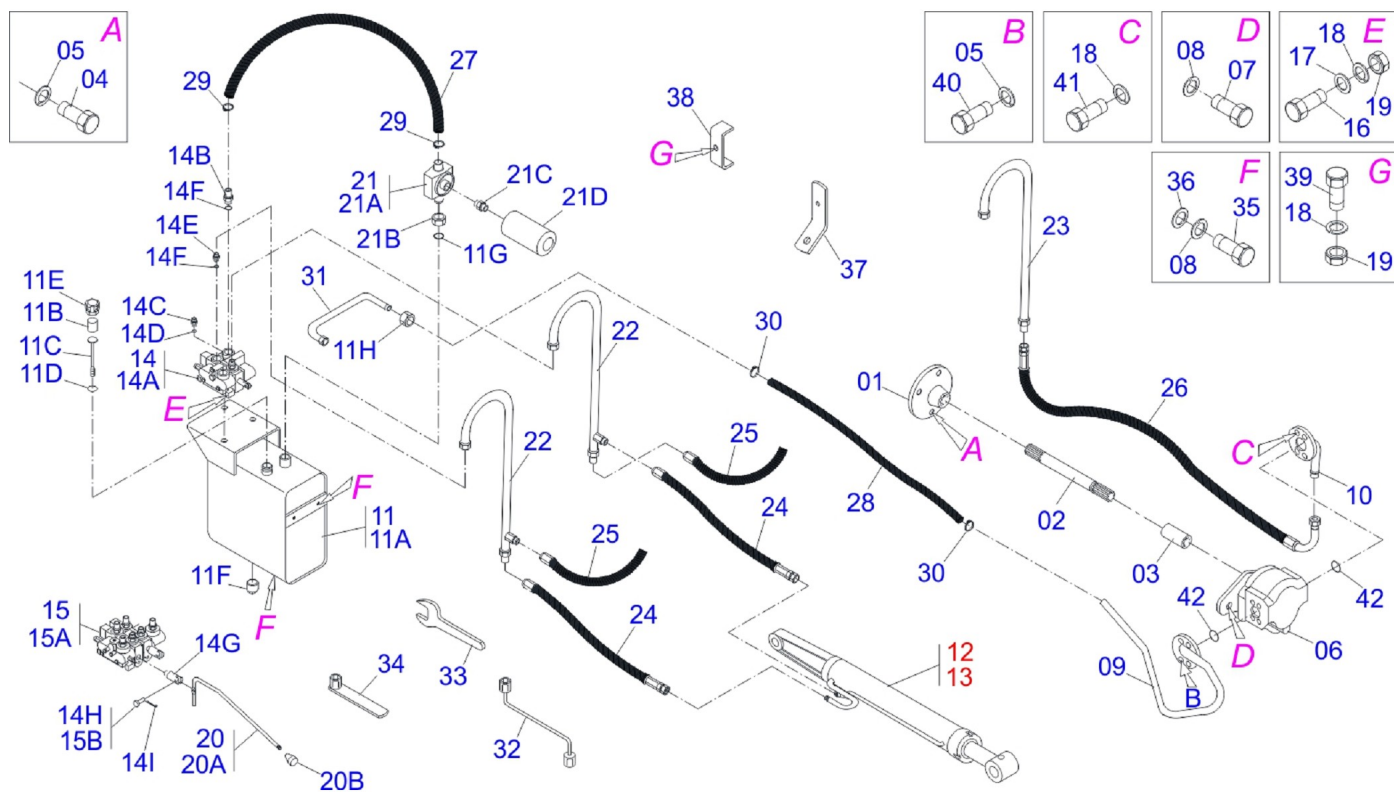 A
05
04
29
27
29
14B
14F
14E
14F
11E
11B
11C
11D
14C
14D
14
14A
21
21A
21C
21D
21B
11G
31
11H
E
F
11
11A
11F
F
15
15A
14G
14H
15B
14I
20
20A
20B
22
22
25
25
24
24
34
33
32
38
G
37
30
28
30
12
13
01
A
02
03
23
26
C
10
42
42
06
D
B
09
B
05
40
C
18
41
D
08
07
E
18
17
19
16
F
36
35
08
G
39
18
19